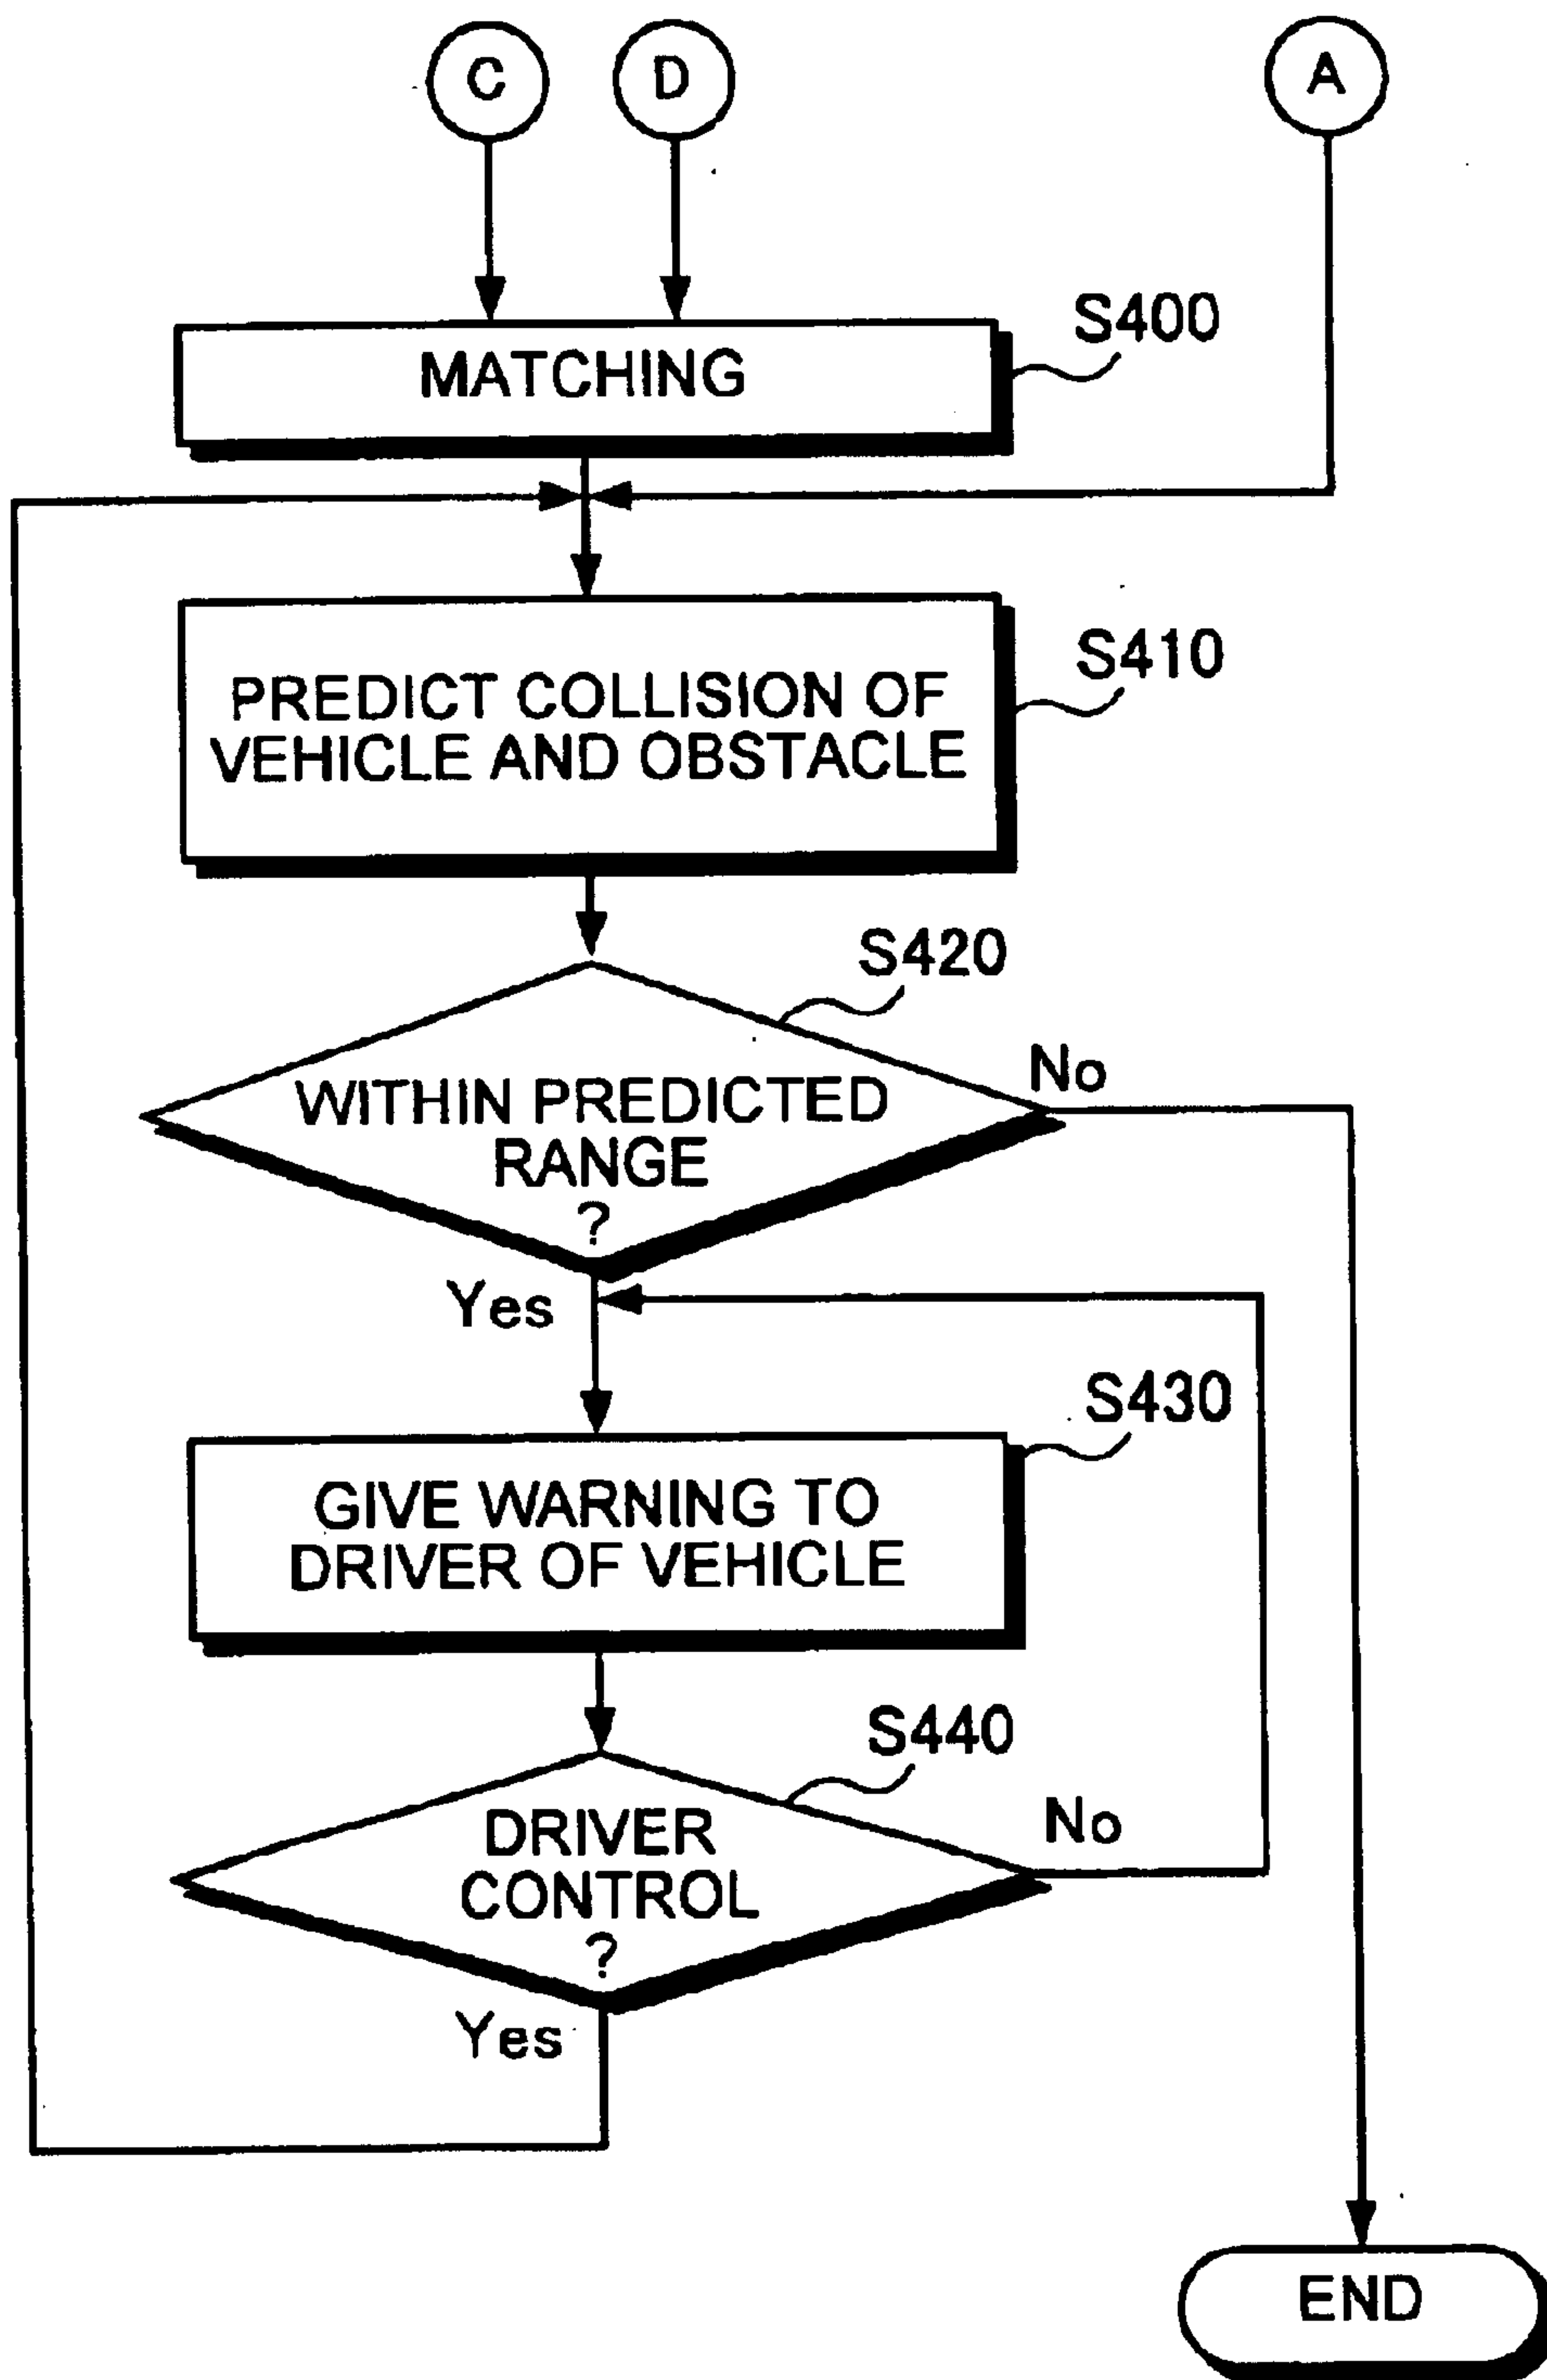 C
D
A
S400
MATCHING
S410
PREDICT COLLISION OF
VEHICLE AND OBSTACLE
S420
No
WITHIN PREDICTED
RANGE
?
Yes
S430
GIVE WARNING TO
DRIVER OF VEHICLE
S440
No
DRIVER
CONTROL
?
Yes
END